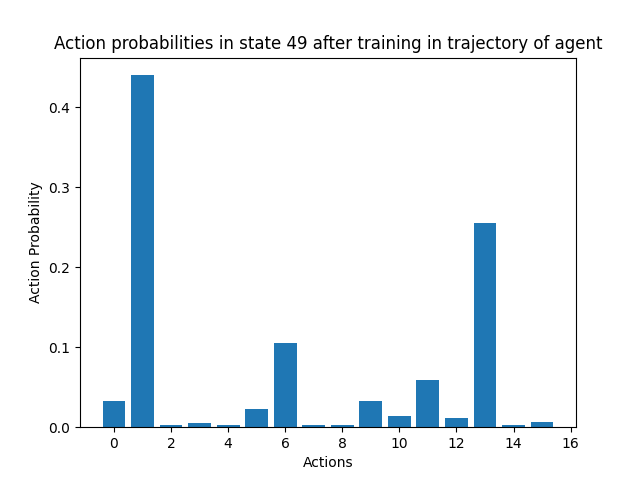 Action probabilities in state 49 after training in trajectory of agent
0.4
0.3
0.2
0.1
0.0
Action Probability
0 2 4 6 8 10 12 14 16
Actions